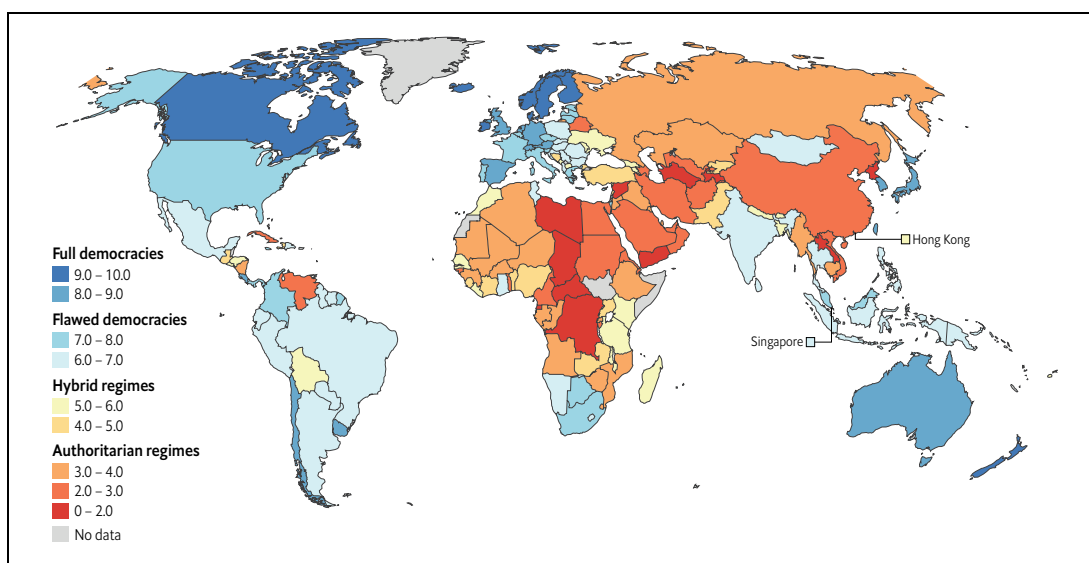 Full democracies
9.0 – 10.0
8.0 – 9.0
Flawed democracies
7.0 – 8.0
6.0 – 7.0
Hybrid regimes
5.0 – 6.0
4.0 – 5.0
Authoritarian regimes
3.0 – 4.0
2.0 – 3.0
0 – 2.0
No data
Hong Kong
Singapore